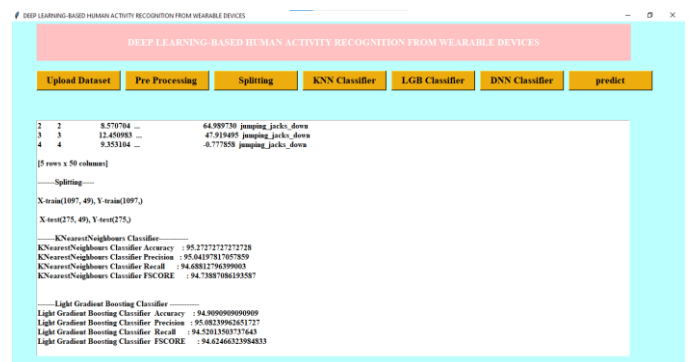 DEEP LEARNING-BASED HUMAN ACTIVITY RECOGNITION FROM WEARABLE DEVICES
DEEP LEARNING-BASED HUMAN ACTIVITY RECOGNITION FROM WEARABLE DEVICES
Upload Dataset Pre Processing Splitting KNN Classifier LGB Classifier DNN Classifier predict
2 2 8.570704 ... 64.989730 jumping_jacks_down
3 3 12.450983 ... 47.919495 jumping_jacks_down
4 4 9.353104 ... -0.777858 jumping_jacks_down
[5 rows x 50 columns]
-------Splitting-----
X-train(1097, 49), Y-train(1097,)
X-test(275, 49), Y-test(275,)
-------KNearestNeighbours Classifier-----------
KNearestNeighbours Classifier Accuracy : 95.27272727272728
KNearestNeighbours Classifier Precision : 95.04197817057859
KNearestNeighbours Classifier Recall : 94.68812796399003
KNearestNeighbours Classifier FSCORE : 94.73887086193587
-------Light Gradient Boosting Classifier -----------
Light Gradient Boosting Classifier Accuracy : 94.9090909090909
Light Gradient Boosting Classifier Precision : 95.08239962651727
Light Gradient Boosting Classifier Recall : 94.52013503737643
Light Gradient Boosting Classifier FSCORE : 94.62466323984833